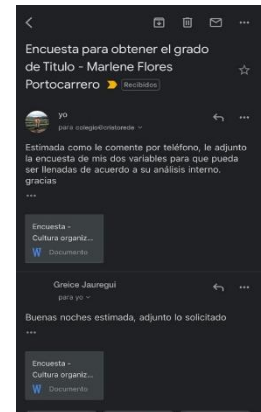 Encuesta para obtener el grado
de Titulo - Marlene Flores
Portocarrero Recibidos
yo
para colegio@cristorede
Estimada como le comente por teléfono, le adjunto
la encuesta de mis dos variables para que pueda
ser llenadas de acuerdo a su análisis interno.
gracias
...
Encuesta -
Cultura organiz...
W Documento
Greice Jauregui
para yo
Buenas noches estimada, adjunto lo solicitado
...
Encuesta -
Cultura organiz...
W Documento